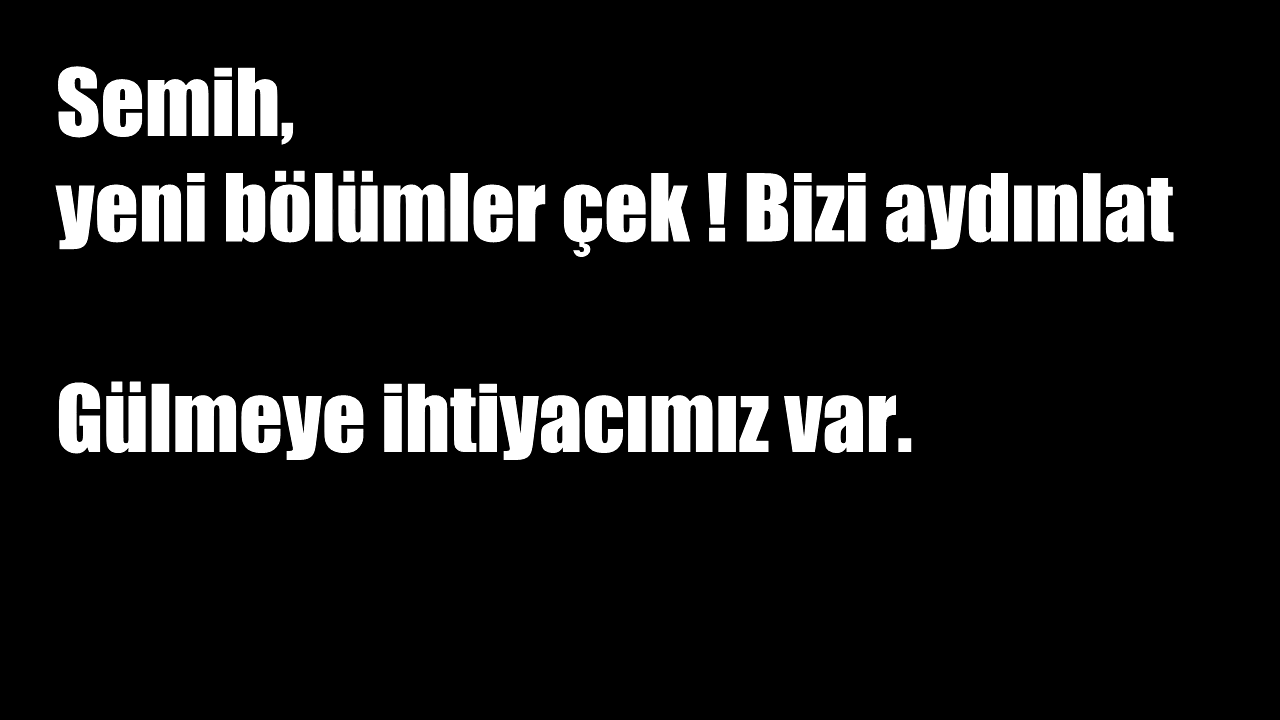 Semih,
yeni bölümler çek ! Bizi aydınlat
Gülmeye ihtiyacımız var.